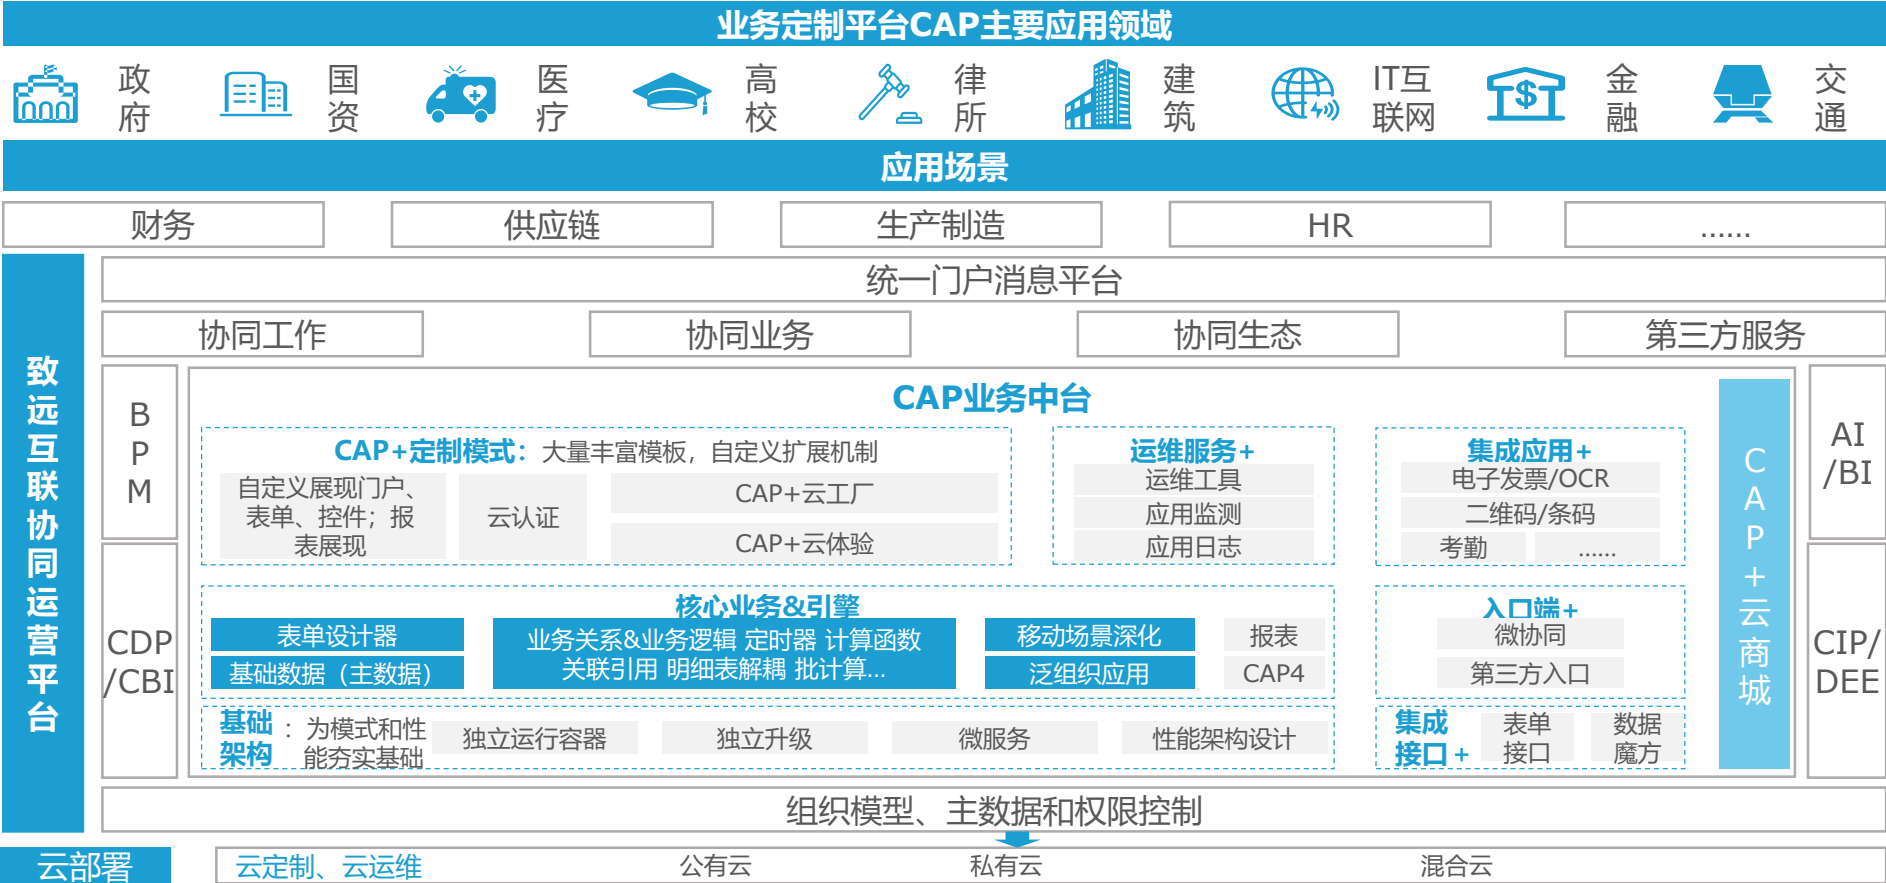 业务定制平台CAP主要应用领域
政府
国资
医疗
高校
律所
建筑
IT互联网
金融
交通
应用场景
财务
供应链
生产制造
HR
......
致远互联协同运营平台
统一门户消息平台
协同工作
协同业务
协同生态
第三方服务
BPM
CDP
/CBI
CAP业务中台
CAP+定制模式：大量丰富模板，自定义扩展机制
自定义展现门户、
表单、控件；报
表展现
云认证
CAP+云工厂
CAP+云体验
运维服务+
运维工具
应用监测
应用日志
集成应用+
电子发票/OCR
二维码/条码
考勤
......
核心业务&引擎
表单设计器
基础数据（主数据）
业务关系&业务逻辑 定时器 计算函数
关联引用 明细表解耦 批计算...
移动场景深化
泛组织应用
报表
CAP4
入口端+
微协同
第三方入口
基础
架构
：为模式和性
能夯实基础
独立运行容器
独立升级
微服务
性能架构设计
集成
接口+
表单
接口
数据
魔方
CAP+云商城
AI
/BI
CIP/
DEE
组织模型、主数据和权限控制
云部署
云定制、云运维
公有云
私有云
混合云